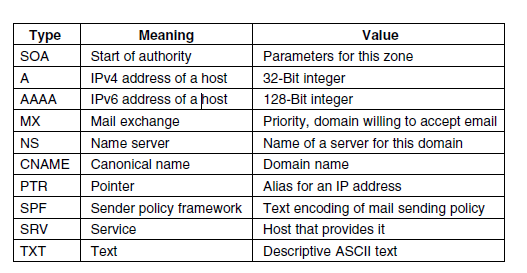 Type Meaning Value
SOA Start of authority Parameters for this zone
A IPv4 address of a host 32-Bit integer
AAAA IPv6 address of a host 128-Bit integer
MX Mail exchange Priority, domain willing to accept email
NS Name server Name of a server for this domain
CNAME Canonical name Domain name
PTR Pointer Alias for an IP address
SPF Sender policy framework Text encoding of mail sending policy
SRV Service Host that provides it
TXT Text Descriptive ASCII text